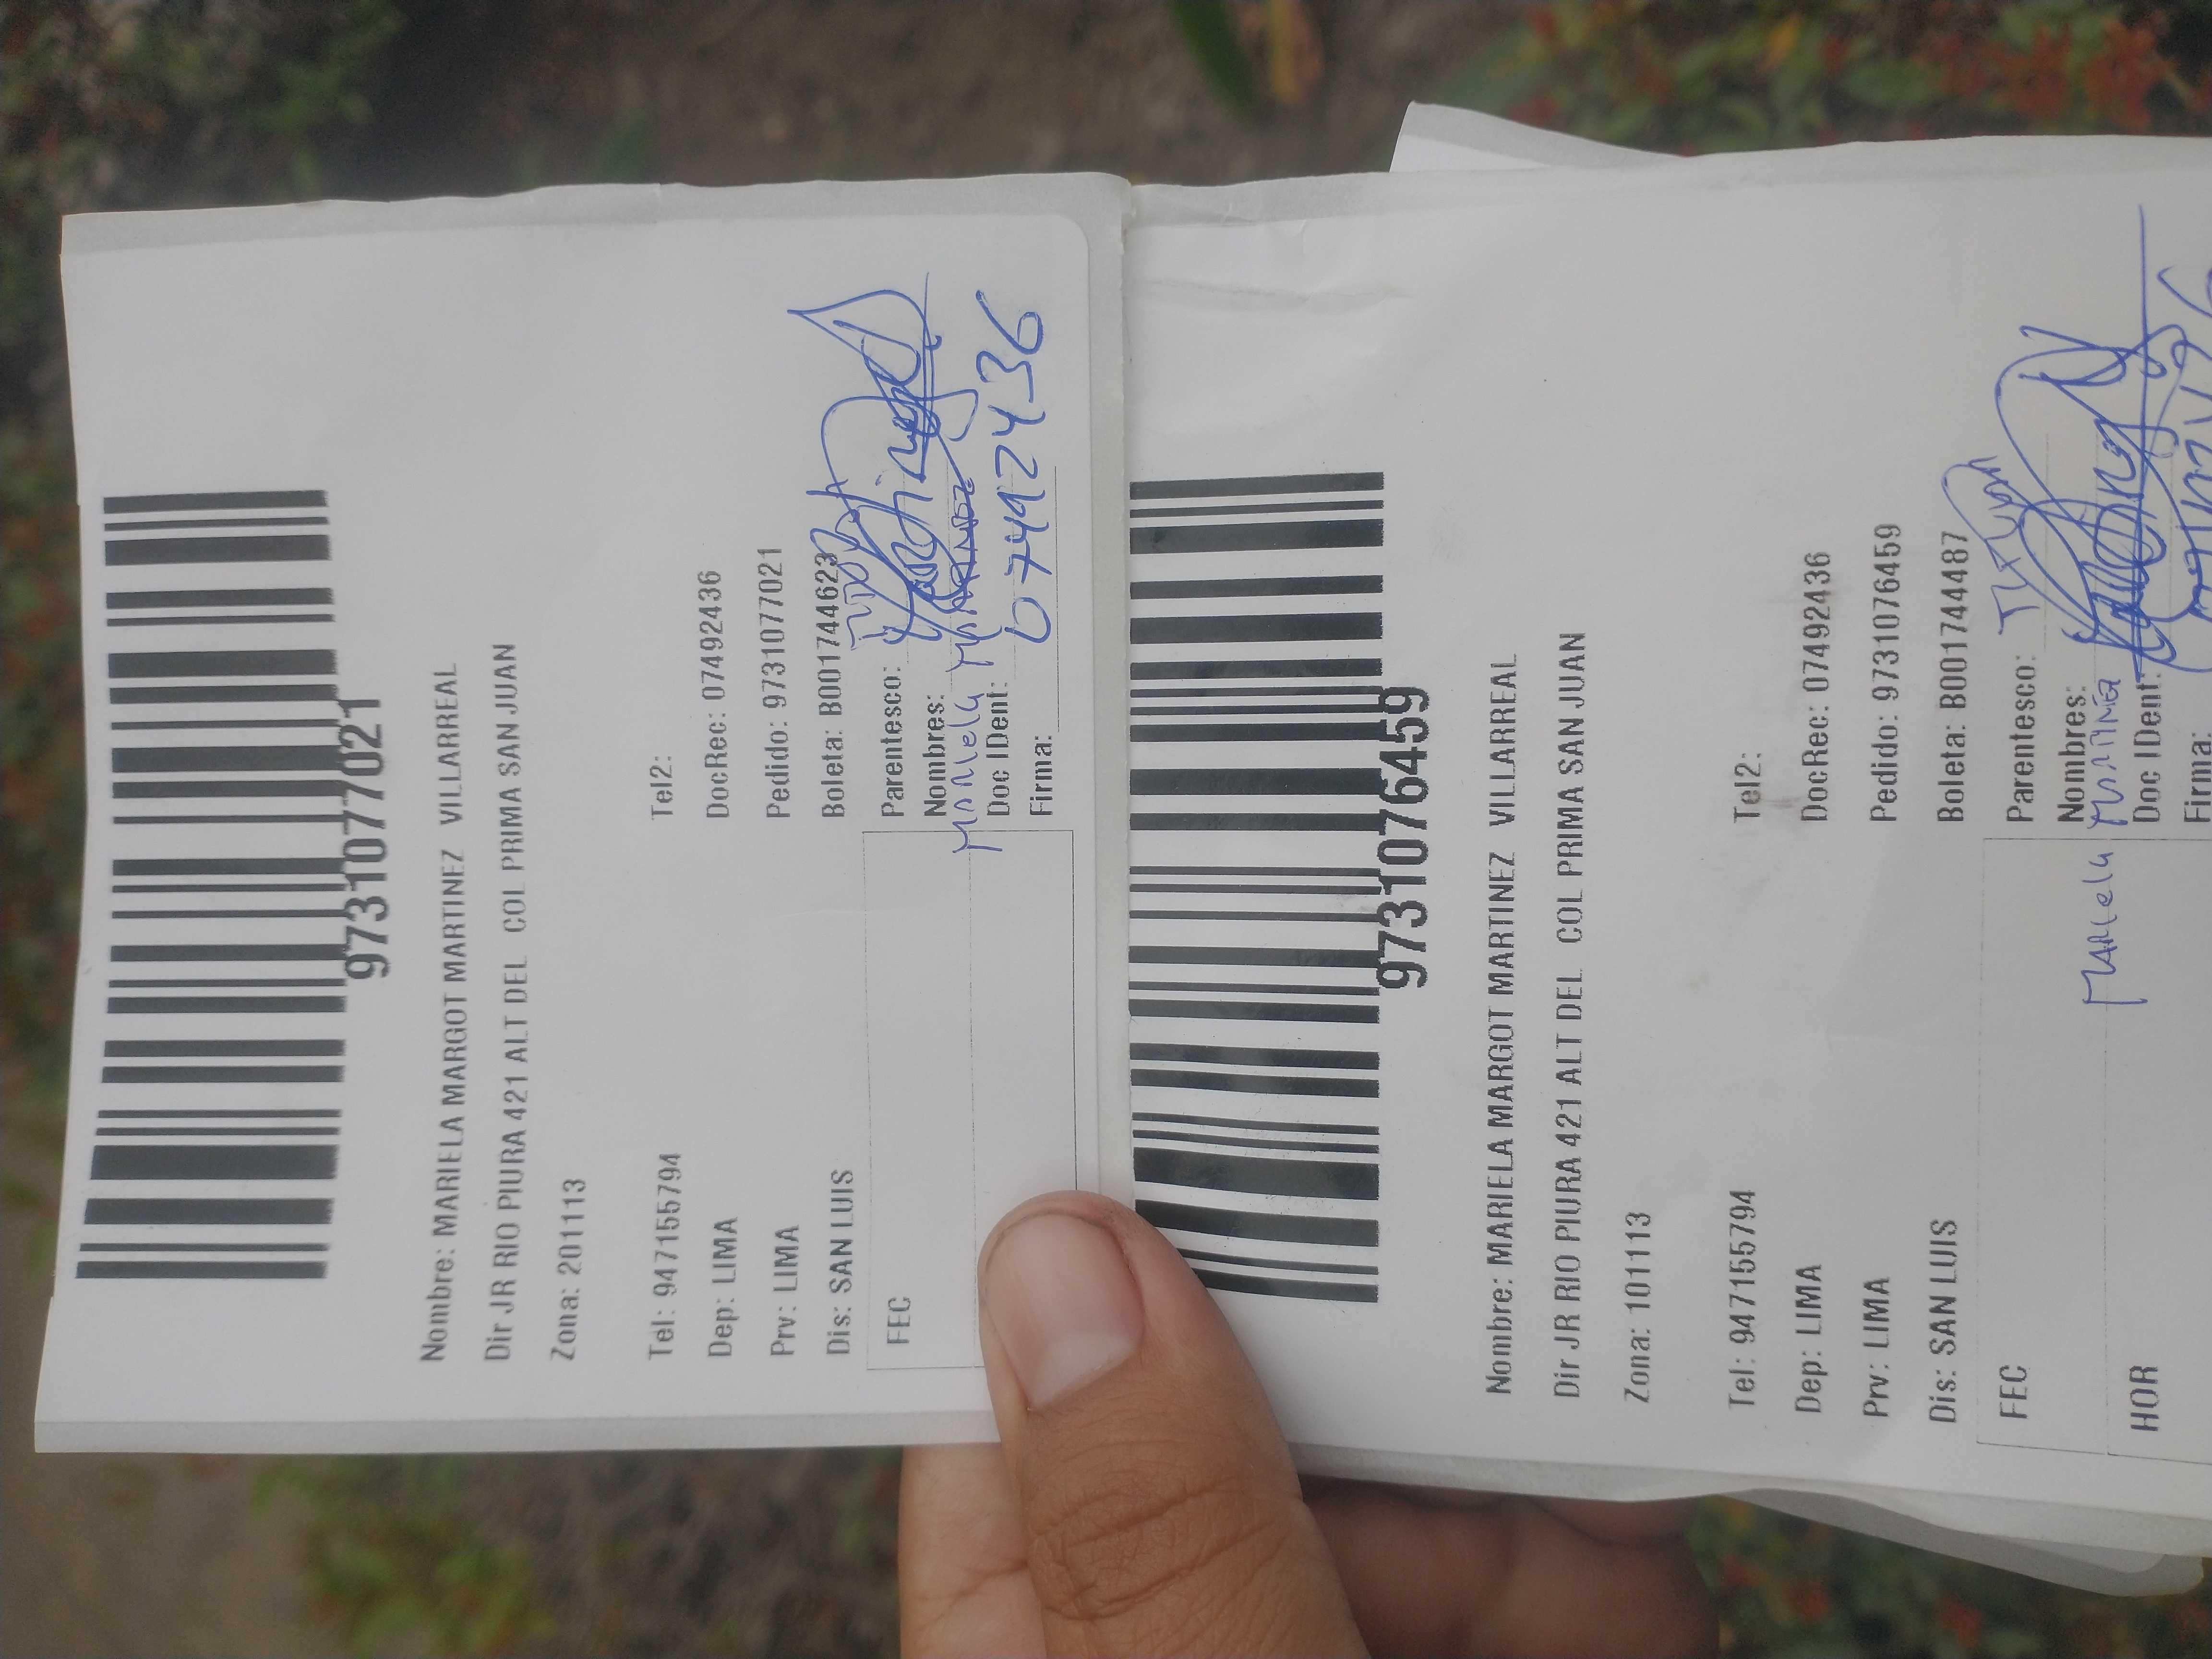 9731077021
Nombre: MARIELA MARGOT MARTINEZ VILLARREAL
Dir JR RIO PIURA 421 ALT DEL COL PRIMA SAN JUAN
Zona: 201113
Tel: 947155794 Tel2:
Dep: LIMA DocRec: 07492436
Prv: LIMA Pedido: 9731077021
Dis: SAN LUIS Boleta: B001744623
FEC Parentesco:
Nombres:
Mariela
Doc IDent: 07492436
Firma:
9731076459
Nombre: MARIELA MARGOT MARTINEZ VILLARREAL
Dir JR RIO PIURA 421 ALT DEL COL PRIMA SAN JUAN
Zona: 101113
Tel: 947155794 Tel2:
Dep: LIMA DocRec: 07492436
Prv: LIMA Pedido: 9731076459
Dis: SAN LUIS Boleta: B001744487
FEC Parentesco: Titular
Nombres:
Mariela
HOR Doc IDent:
Firma: